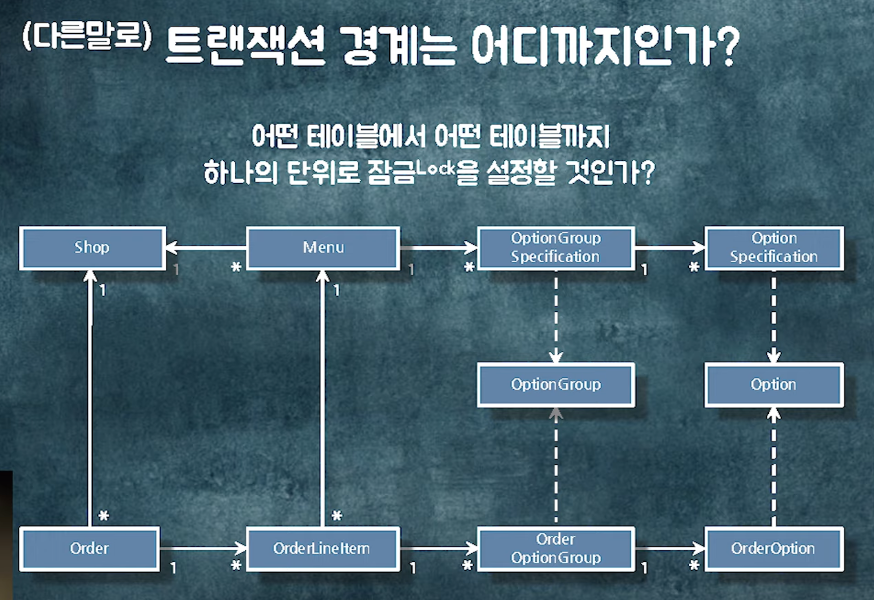 (다른말로) 트랜잭션 경계는 어디까지인가?
어떤 테이블에서 어떤 테이블까지
하나의 단위로 잠금Lock을 설정할 것인가?
Shop
1
*
Menu
1
*
OptionGroup
Specification
1
*
Option
Specification
1
1
OptionGroup
Option
*
*
Order
1
*
OrderLineItem
1
*
Order
OptionGroup
1
*
OrderOption